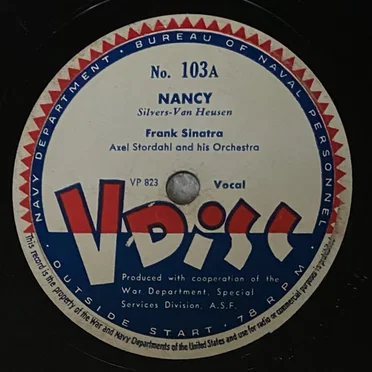 NAVY DEPARTMENT • BUREAU OF NAVAL PERSONNEL
No. 103A
NANCY
Silvers-Van Heusen
Frank Sinatra
Axel Stordahl and his Orchestra
VP 823
Vocal
V DiSC
Produced with cooperation of the
War Department, Special
Services Division, A.S.F.
OUTSIDE START 78 RPM
This record is the property of the War and Navy Departments of the United States and use for radio or commercial purposes is prohibited.